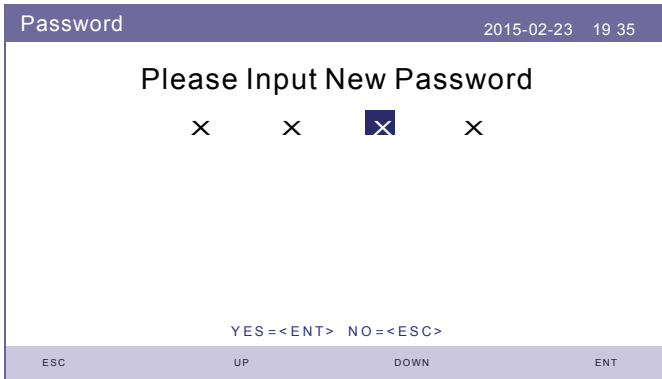 Password 2015-02-23 19 35
Please Input New Password
X X X X
YES=<ENT> NO=<ESC>
ESC UP DOWN ENT